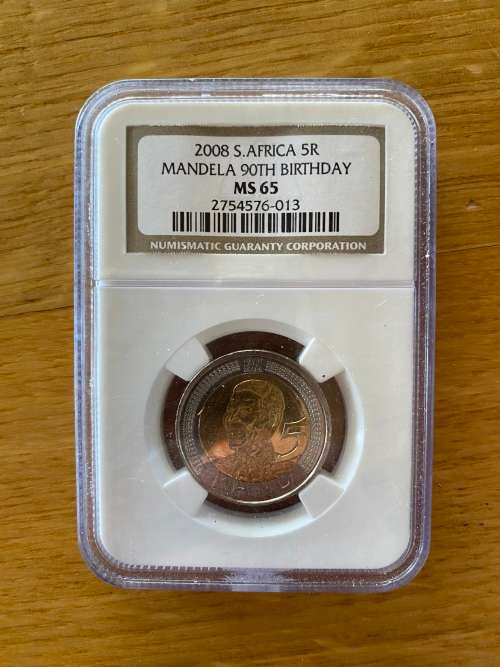 2008 S.AFRICA 5R
MANDELA 90TH BIRTHDAY
MS 65
2754576-013
NUMISMATIC GUARANTY CORPORATION
5